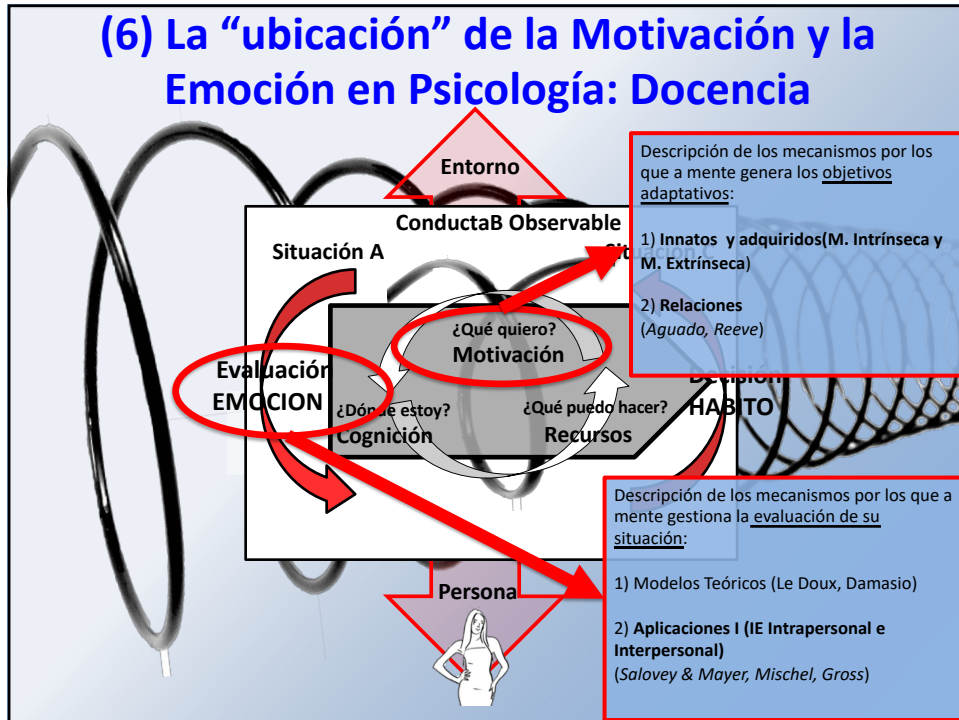 (6) La “ubicación” de la Motivación y la
Emoción en Psicología: Docencia
Entorno
ConductaB Observable
Situación A
Situación C
¿Qué quiero?
Motivación
Evaluación
EMOCION
¿Dónde estoy?
Cognición
¿Qué puedo hacer?
Recursos
Decisión
HABITO
Persona
Descripción de los mecanismos por los
que a mente genera los objetivos
adaptativos:
1) Innatos y adquiridos(M. Intrínseca y
M. Extrínseca)
2) Relaciones
(Aguado, Reeve)
Descripción de los mecanismos por los que a
mente gestiona la evaluación de su
situación:
1) Modelos Teóricos (Le Doux, Damasio)
2) Aplicaciones I (IE Intrapersonal e
Interpersonal)
(Salovey & Mayer, Mischel, Gross)